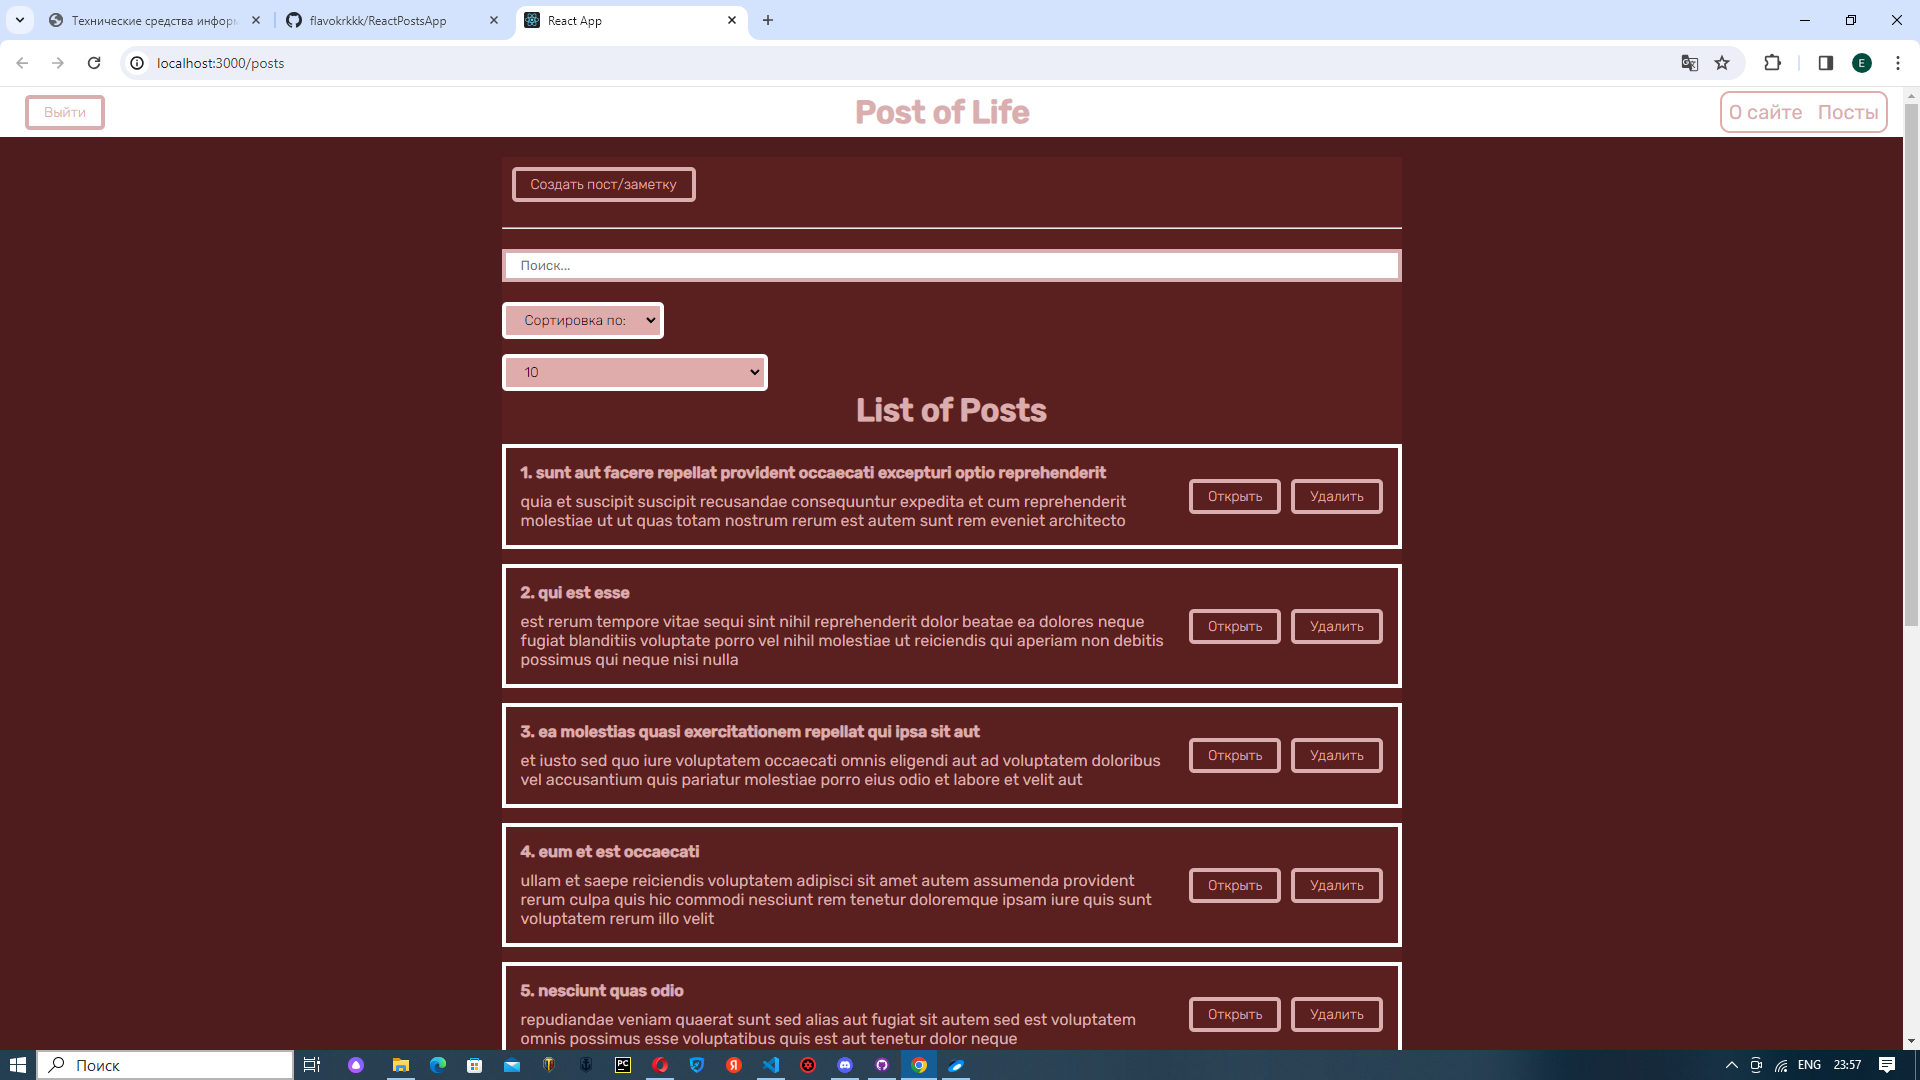 Технические средства информ
flavokrkkk/ReactPostsApp
React App
localhost:3000/posts
E
Выйти
Post of Life
О сайте Посты
Создать пост/заметку
Поиск...
Сортировка по:
10
List of Posts
1. sunt aut facere repellat provident occaecati excepturi optio reprehenderit
quia et suscipit suscipit recusandae consequuntur expedita et cum reprehenderit
molestiae ut ut quas totam nostrum rerum est autem sunt rem eveniet architecto
Открыть
Удалить
2. qui est esse
est rerum tempore vitae sequi sint nihil reprehenderit dolor beatae ea dolores neque
fugiat blanditiis voluptate porro vel nihil molestiae ut reiciendis qui aperiam non debitis
possimus qui neque nisi nulla
Открыть
Удалить
3. ea molestias quasi exercitationem repellat qui ipsa sit aut
et iusto sed quo iure voluptatem occaecati omnis eligendi aut ad voluptatem doloribus
vel accusantium quis pariatur molestiae porro eius odio et labore et velit aut
Открыть
Удалить
4. eum et est occaecati
ullam et saepe reiciendis voluptatem adipisci sit amet autem assumenda provident
rerum culpa quis hic commodi nesciunt rem tenetur doloremque ipsam iure quis sunt
voluptatem rerum illo velit
Открыть
Удалить
5. nesciunt quas odio
repudiandae veniam quaerat sunt sed alias aut fugiat sit autem sed est voluptatem
omnis possimus esse voluptatibus quis est aut tenetur dolor neque
Открыть
Удалить
Поиск
PC
Я
ENG
23:57